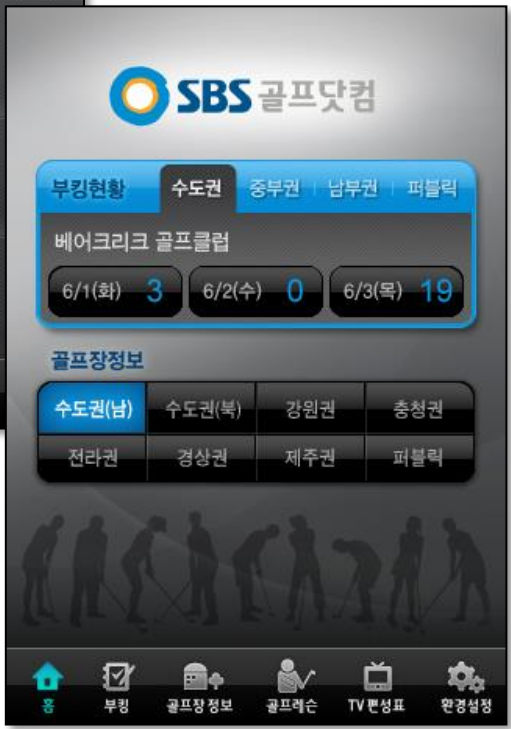 SBS 골프닷컴
부킹현황 수도권 중부권 남부권 퍼블릭
베어크리크 골프클럽
6/1(화) 3 6/2(수) 0 6/3(목) 19
골프장정보
수도권(남) 수도권(북) 강원권 충청권
전라권 경상권 제주권 퍼블릭
홈 부킹 골프장정보 골프레슨 TV편성표 환경설정